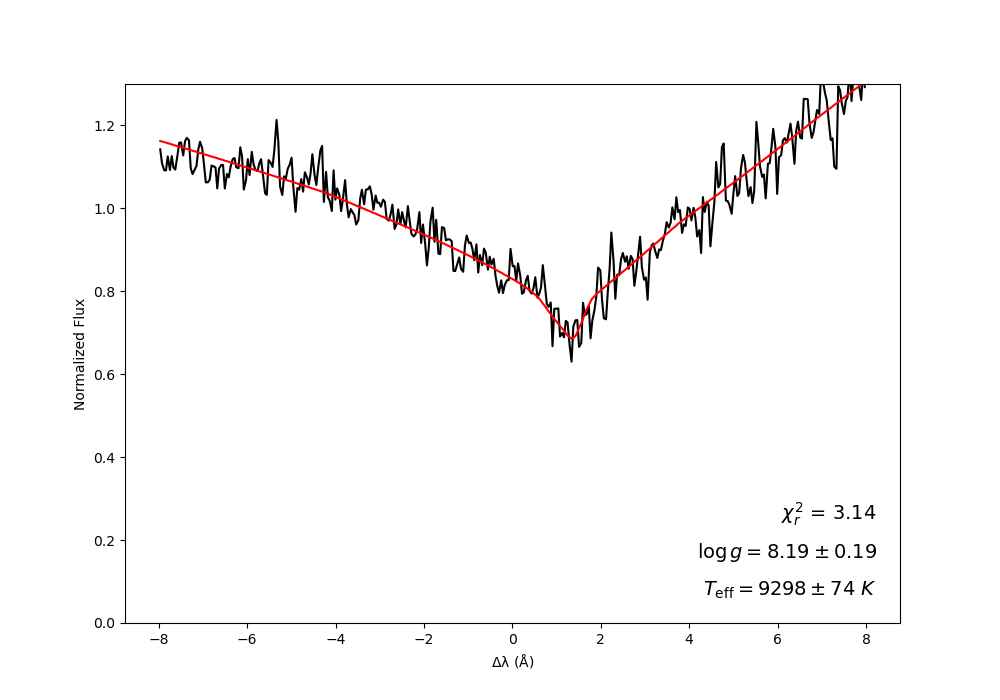 1.2
1.0
0.8
0.6
0.4
0.2
0.0
Normalized Flux
χ²ᵣ = 3.14
log g = 8.19 ± 0.19
T_eff = 9298 ± 74 K
−8 −6 −4 −2 0 2 4 6 8
Δλ (Å)